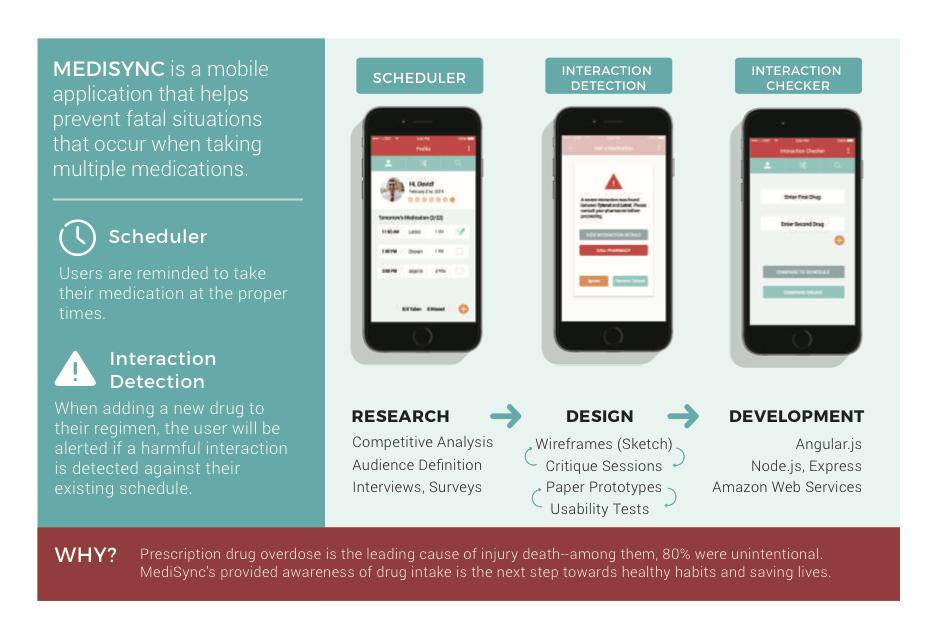 MEDISYNC is a mobile
application that helps
prevent fatal situations
that occur when taking
multiple medications.
Scheduler
Users are reminded to take
their medication at the proper
times.
Interaction
Detection
When adding a new drug to
their regimen, the user will be
alerted if a harmful interaction
is detected against their
existing schedule.
SCHEDULER
Profile
Hi, David!
February 21st, 2016
Tomorrow's Medication (2/22)
11:00 AM
1 Pill
1:00 PM
1 Pill
3:00 PM
2 Pills
0/3 Taken 0 Missed
INTERACTION
DETECTION
Add a Medication
A severe interaction was found
between Tylenol and Please
consult your pharmacist before
proceeding.
VIEW INTERACTION DETAILS
CALL PHARMACY
Ignore
Remove Tylenol
INTERACTION
CHECKER
Interaction Checker
Enter First Drug
Enter Second Drug
COMPARE TO SCHEDULE
COMPARE DRUGS
RESEARCH
Competitive Analysis
Audience Definition
Interviews, Surveys
DESIGN
Wireframes (Sketch)
Critique Sessions
Paper Prototypes
Usability Tests
DEVELOPMENT
Angular.js
Node.js, Express
Amazon Web Services
WHY?
Prescription drug overdose is the leading cause of injury death--among them, 80% were unintentional.
MediSync's provided awareness of drug intake is the next step towards healthy habits and saving lives.